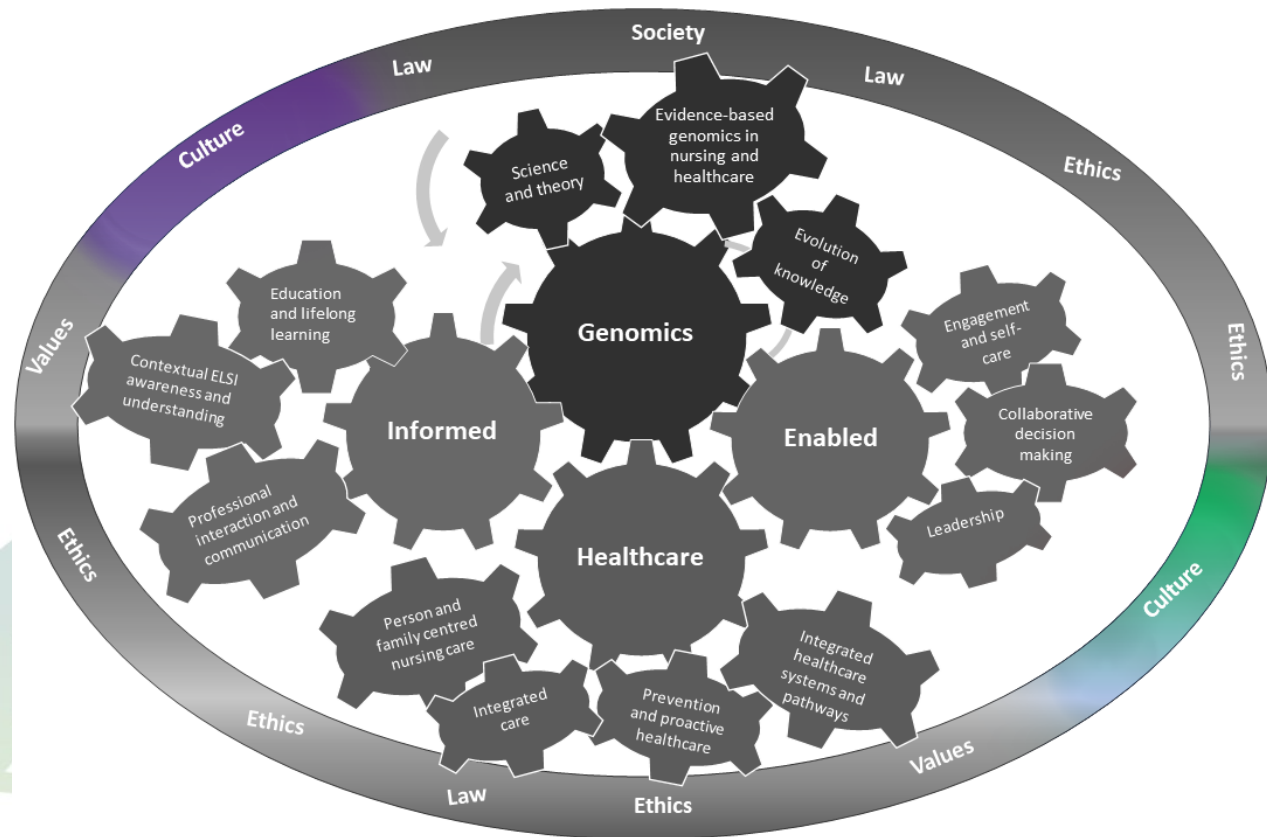 Society
Law
Law
Culture
Ethics
Evidence-based
genomics in
nursing and
healthcare
Science
and theory
Evolution
of
knowledge
Education
and lifelong
learning
Genomics
Engagement
and self-
care
Values
Ethics
Contextual ELSI
awareness and
understanding
Informed
Enabled
Collaborative
decision
making
Professional
interaction and
communication
Leadership
Ethics
Healthcare
Culture
Person and
family centred
nursing care
Integrated
healthcare
systems and
pathways
Integrated
care
Prevention
and proactive
healthcare
Ethics
Values
Law
Ethics